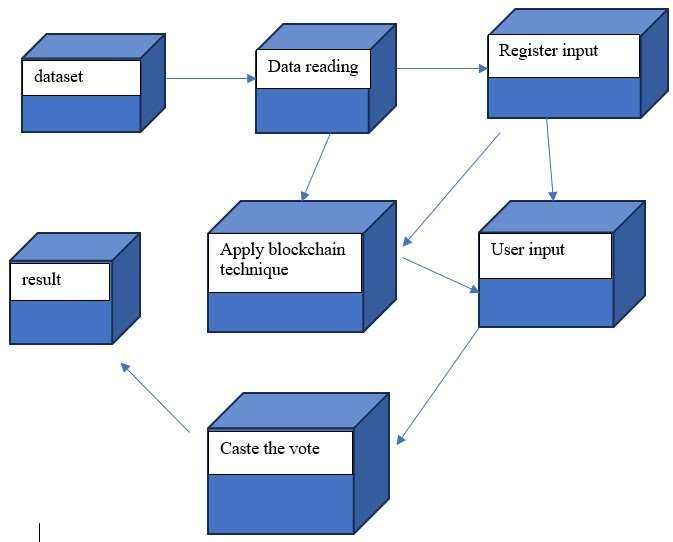 dataset
Data reading
Register input
Apply blockchain
technique
User input
result
Caste the vote